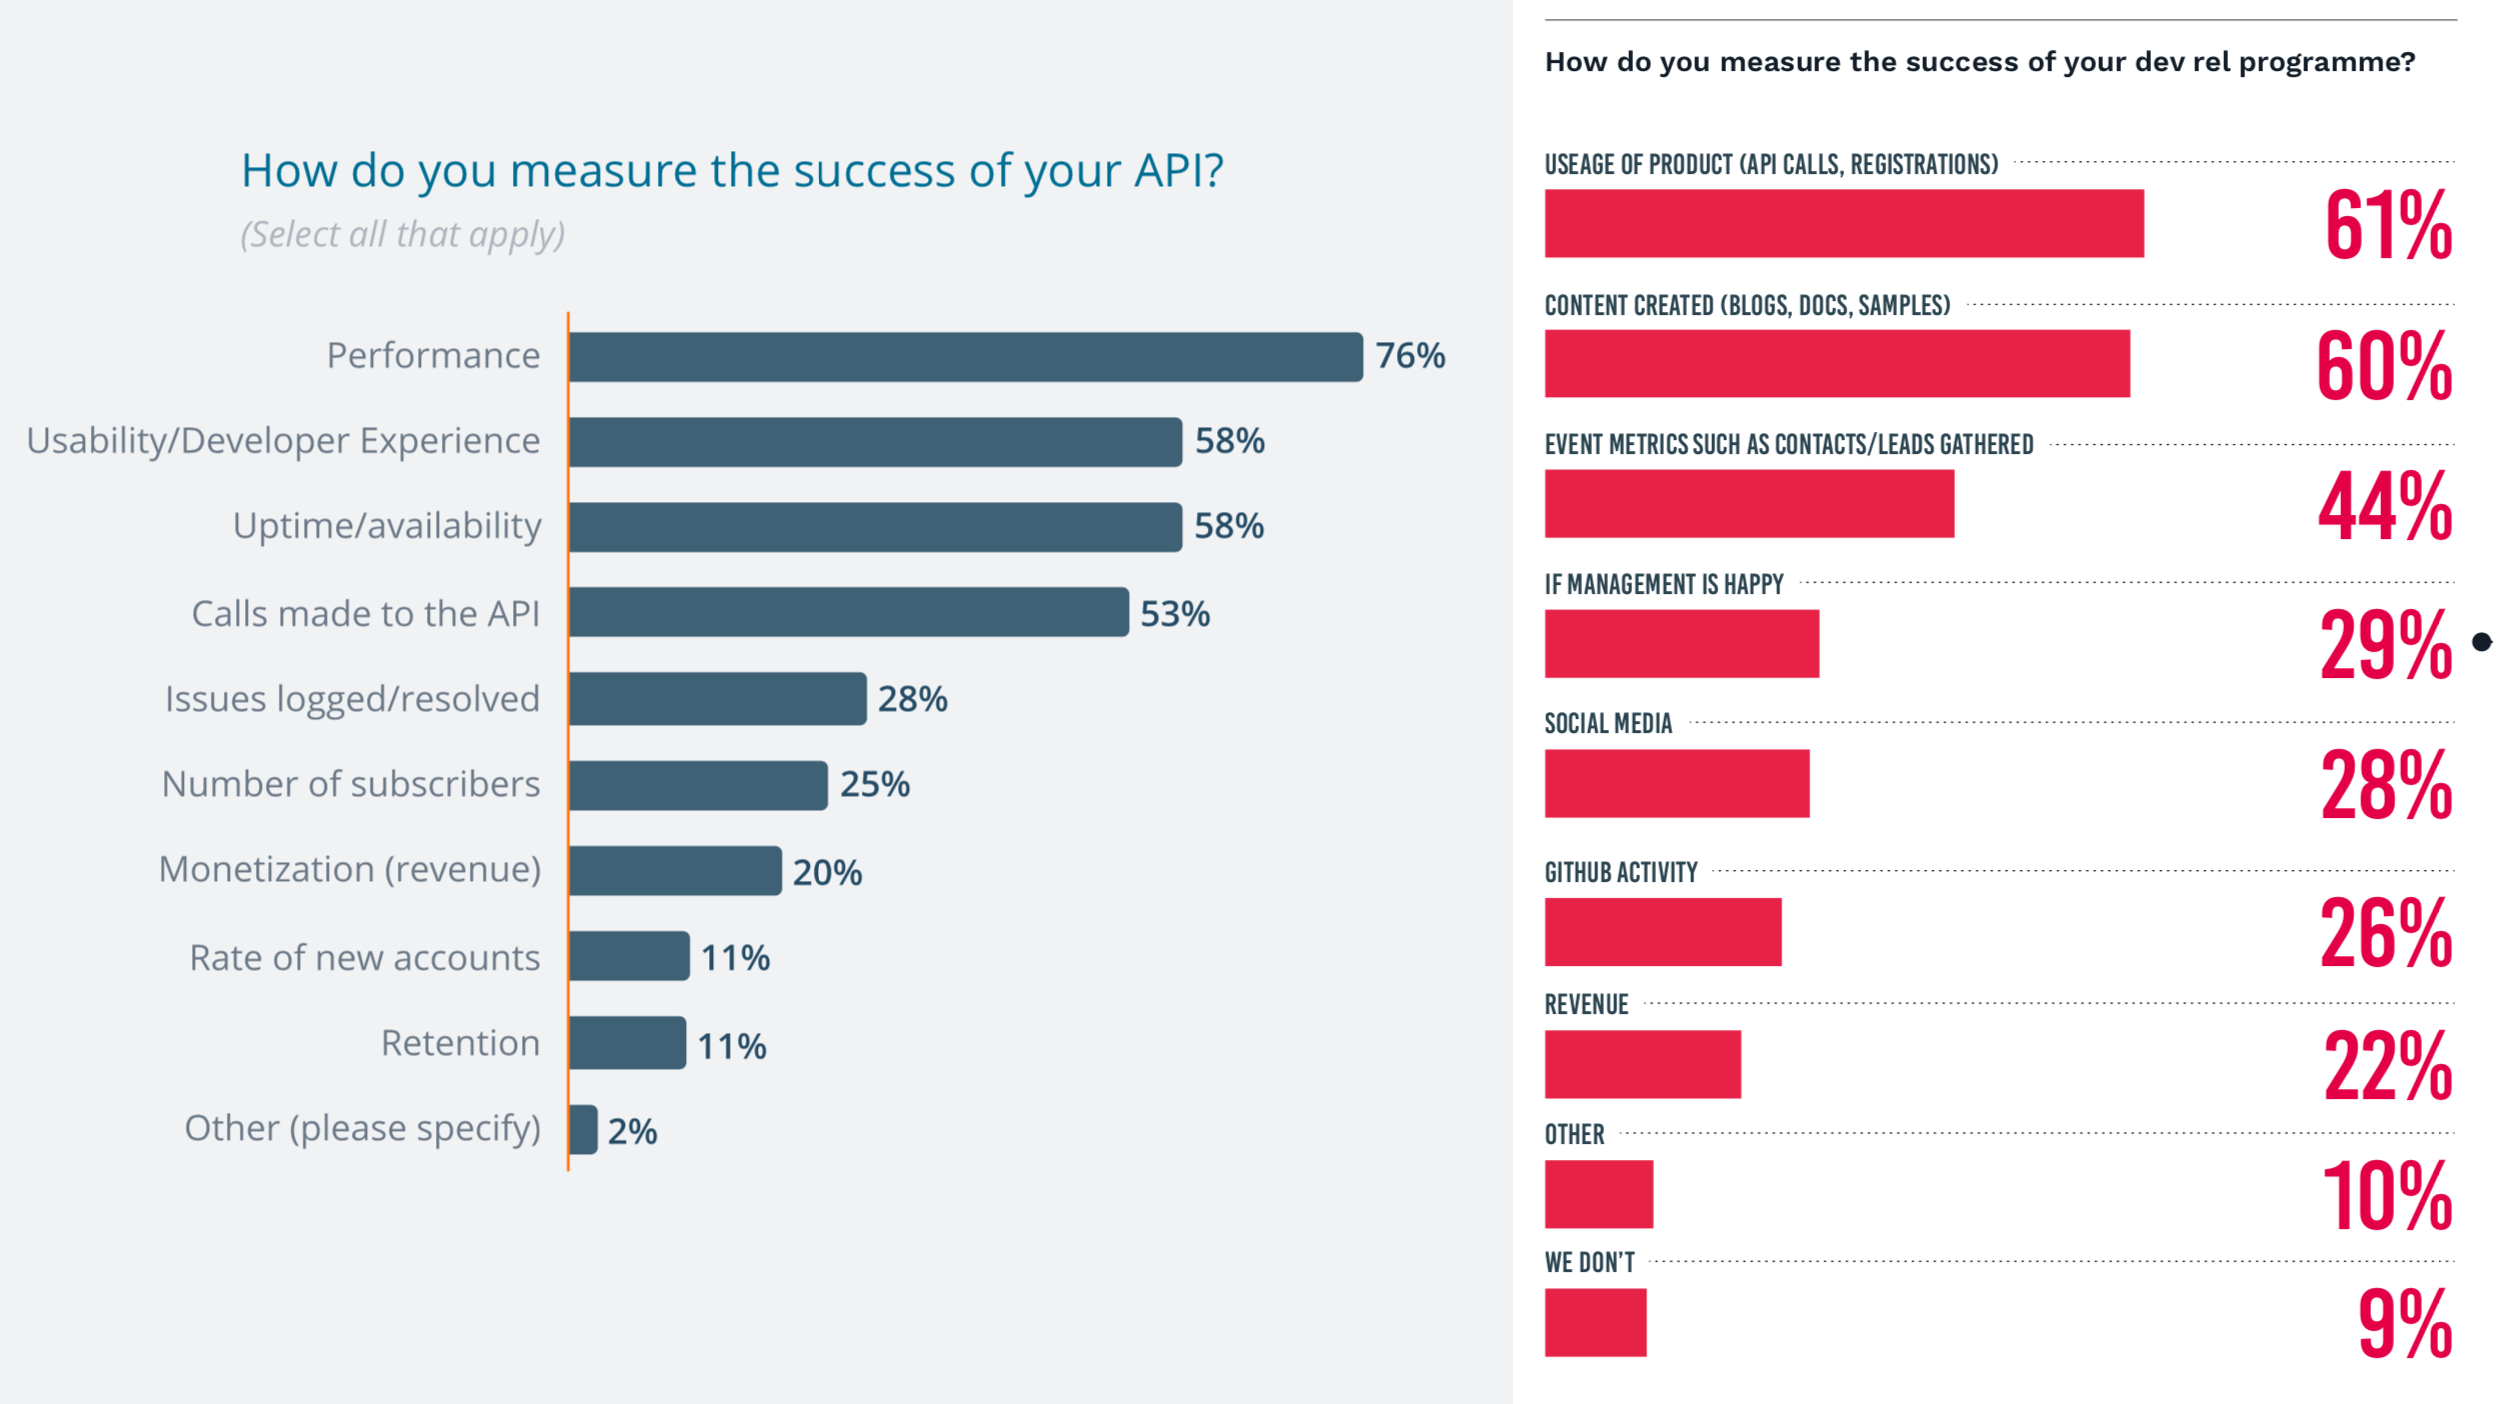 How do you measure the success of your API?
(Select all that apply)
Performance 76%
Usability/Developer Experience 58%
Uptime/availability 58%
Calls made to the API 53%
Issues logged/resolved 28%
Number of subscribers 25%
Monetization (revenue) 20%
Rate of new accounts 11%
Retention 11%
Other (please specify) 2%
How do you measure the success of your dev rel programme?
USEAGE OF PRODUCT (API CALLS, REGISTRATIONS)
61%
CONTENT CREATED (BLOGS, DOCS, SAMPLES)
60%
EVENT METRICS SUCH AS CONTACTS/LEADS GATHERED
44%
IF MANAGEMENT IS HAPPY
29%
SOCIAL MEDIA
28%
GITHUB ACTIVITY
26%
REVENUE
22%
OTHER
10%
WE DON'T
9%